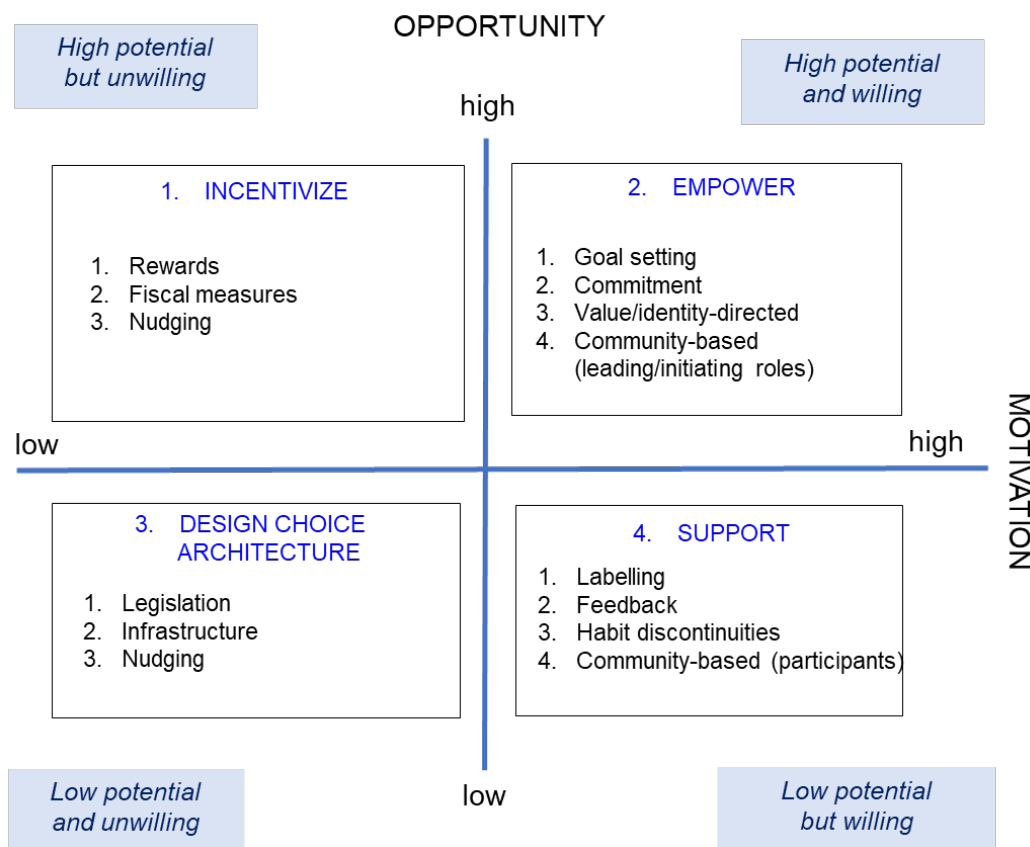 OPPORTUNITY
High potential
but unwilling
High potential
and willing
high
1. INCENTIVIZE
1. Rewards
2. Fiscal measures
3. Nudging
2. EMPOWER
1. Goal setting
2. Commitment
3. Value/identity-directed
4. Community-based
(leading/initiating roles)
low
high
MOTIVATION
3. DESIGN CHOICE
ARCHITECTURE
1. Legislation
2. Infrastructure
3. Nudging
4. SUPPORT
1. Labelling
2. Feedback
3. Habit discontinuities
4. Community-based (participants)
low
Low potential
and unwilling
Low potential
but willing